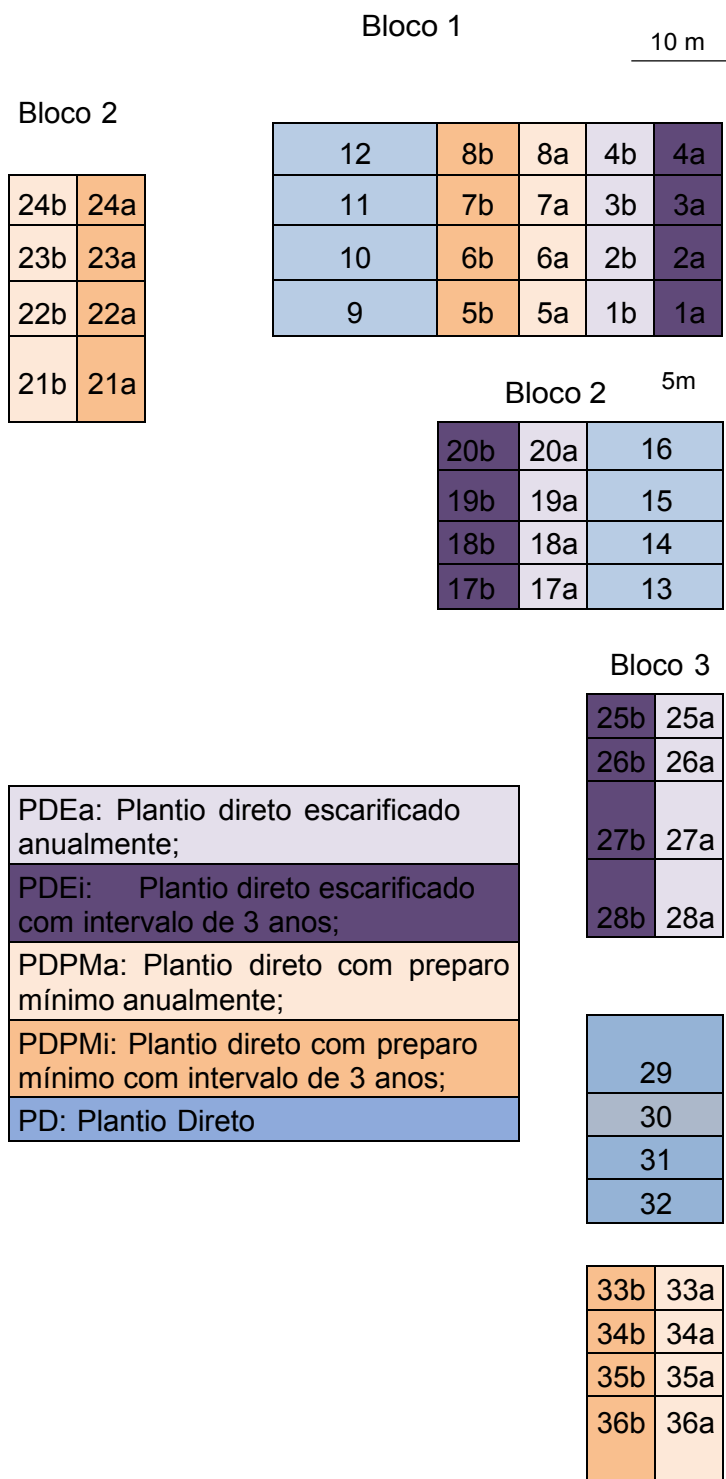 Bloco 1
10 m
Bloco 2
12 8b 8a 4b 4a
11 7b 7a 3b 3a
10 6b 6a 2b 2a
9 5b 5a 1b 1a
24b 24a
23b 23a
22b 22a
21b 21a
Bloco 2
5m
20b 20a 16
19b 19a 15
18b 18a 14
17b 17a 13
Bloco 3
25b 25a
26b 26a
27b 27a
28b 28a
PDEa: Plantio direto escarificado
anualmente;
PDEi: Plantio direto escarificado
com intervalo de 3 anos;
PDPMa: Plantio direto com preparo
mínimo anualmente;
PDPMi: Plantio direto com preparo
mínimo com intervalo de 3 anos;
PD: Plantio Direto
29
30
31
32
33b 33a
34b 34a
35b 35a
36b 36a